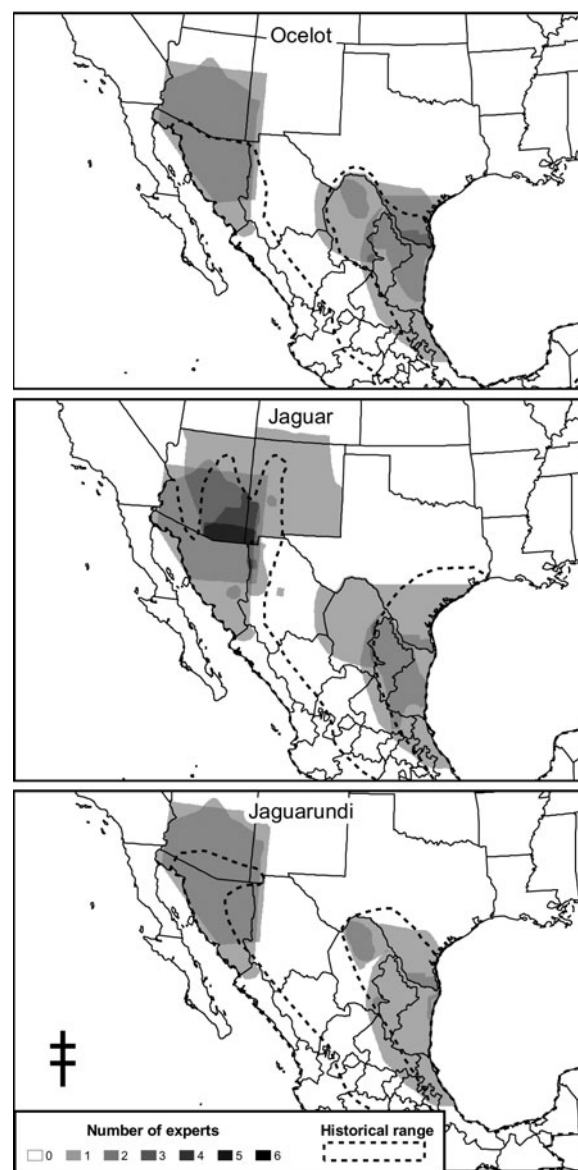 Ocelot
Jaguar
Jaguarundi
Number of experts
Historical range
0 1 2 3 4 5 6